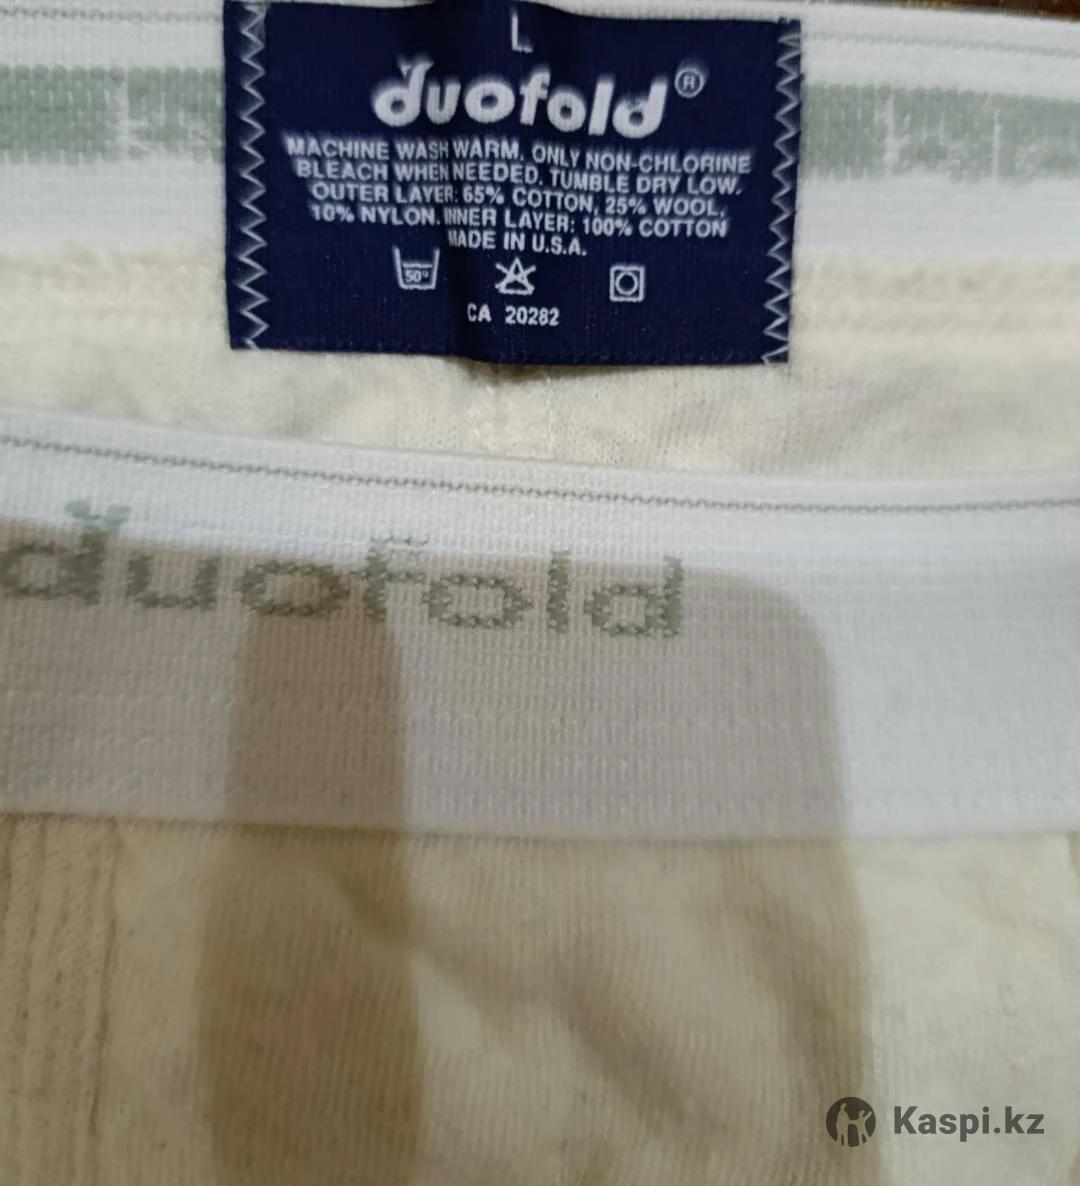 L
duofold®
MACHINE WASH WARM. ONLY NON-CHLORINE
BLEACH WHEN NEEDED. TUMBLE DRY LOW.
OUTER LAYER: 65% COTTON, 25% WOOL,
10% NYLON. INNER LAYER: 100% COTTON
MADE IN U.S.A.
50°
CA 20282
duofold
Kaspi.kz